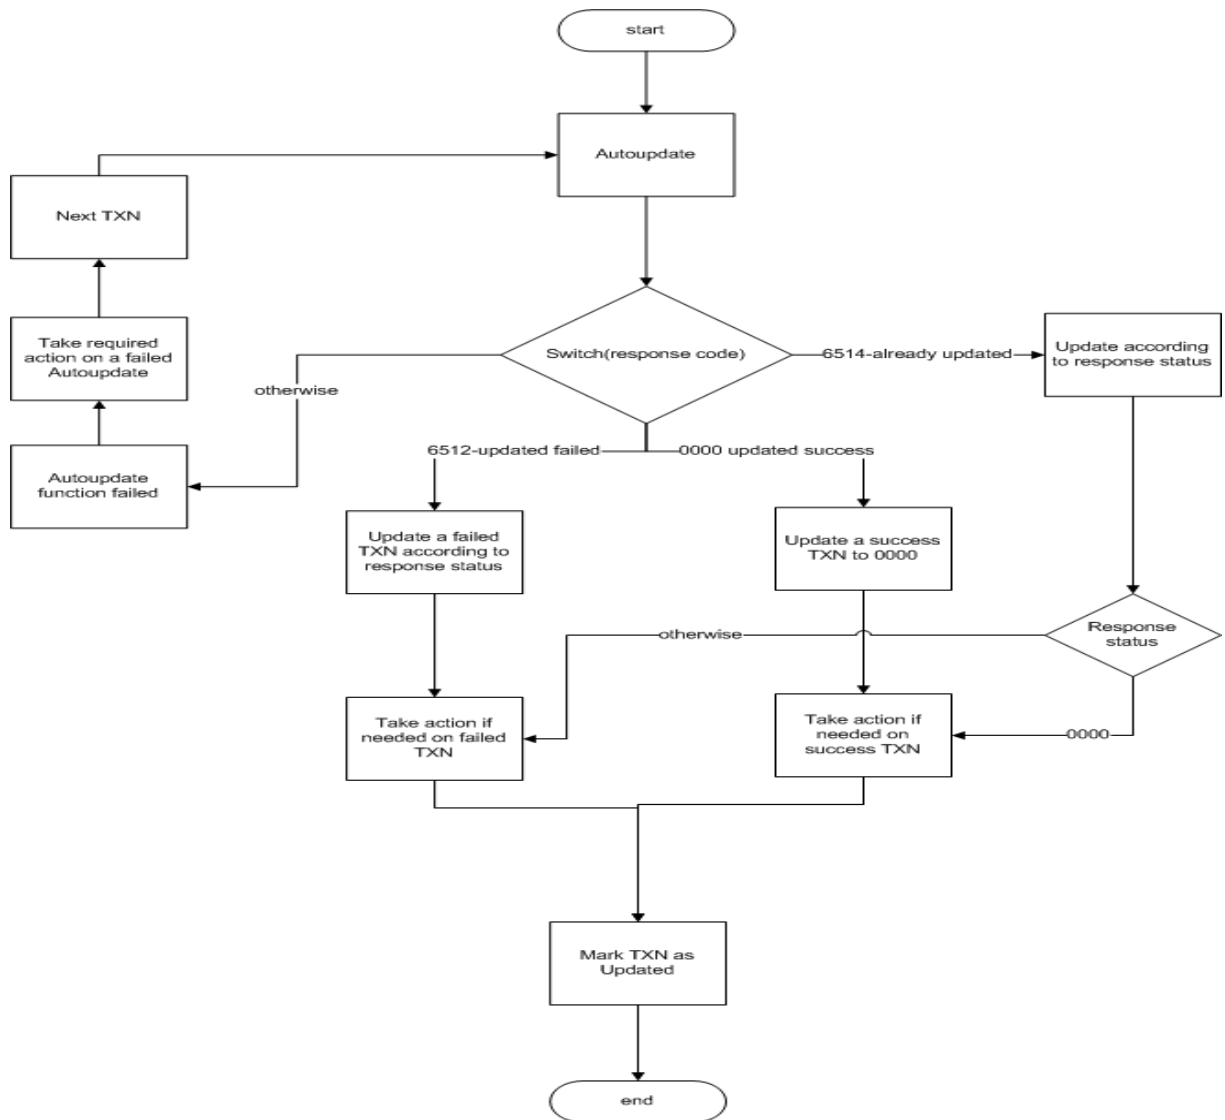 start
Autoupdate
Next TXN
Take required
action on a failed
Autoupdate
Switch(response code)
6514-already updated
Update according
to response status
otherwise
6512-updated failed
0000 updated success
Autoupdate
function failed
Update a failed
TXN according to
response status
Update a success
TXN to 0000
otherwise
Response
status
Take action if
needed on failed
TXN
Take action if
needed on
success TXN
0000
Mark TXN as
Updated
end